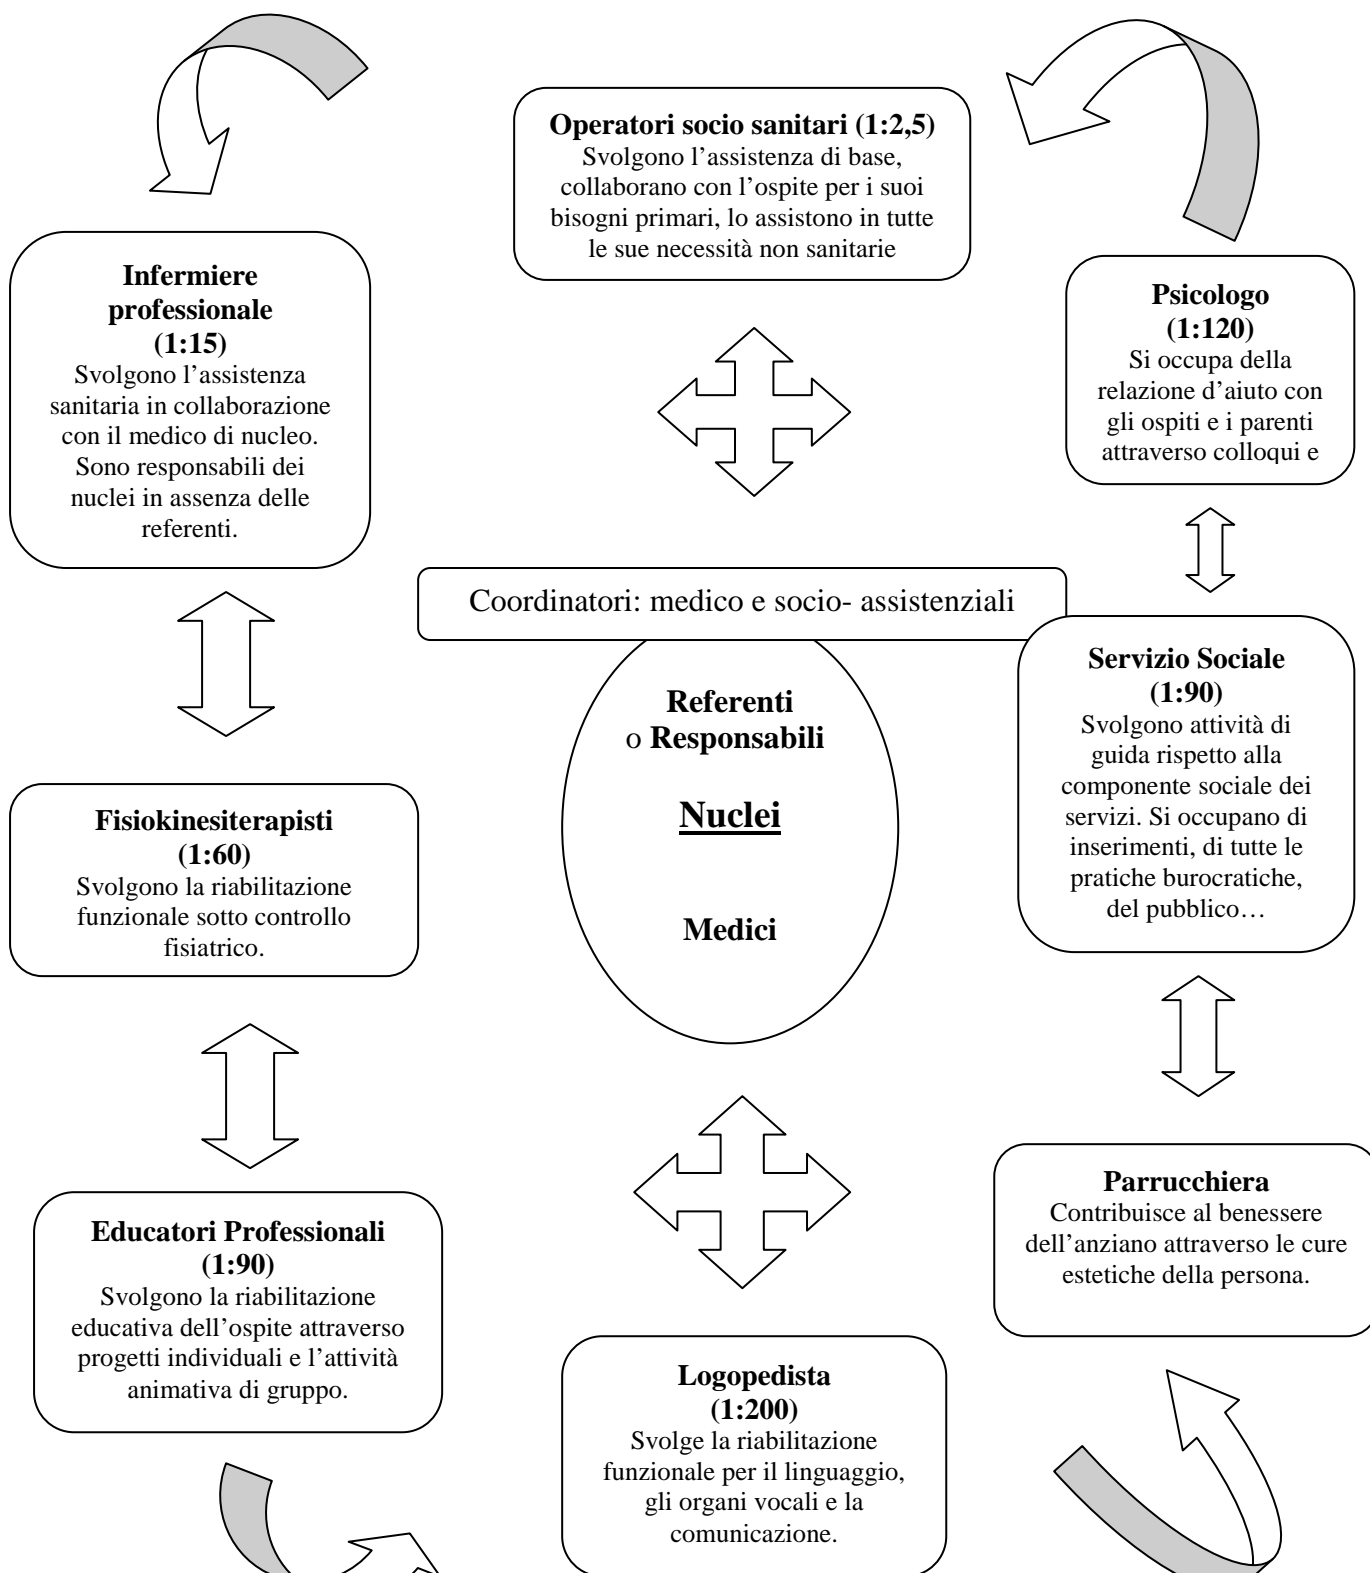 Operatori socio sanitari (1:2,5)
Svolgono l’assistenza di base,
collaborano con l’ospite per i suoi
bisogni primari, lo assistono in tutte
le sue necessità non sanitarie
Infermiere
professionale
(1:15)
Svolgono l’assistenza
sanitaria in collaborazione
con il medico di nucleo.
Sono responsabili dei
nuclei in assenza delle
referenti.
Psicologo
(1:120)
Si occupa della
relazione d’aiuto con
gli ospiti e i parenti
attraverso colloqui e
Coordinatori: medico e socio- assistenziali
Referenti
o Responsabili
Nuclei
Medici
Servizio Sociale
(1:90)
Svolgono attività di
guida rispetto alla
componente sociale dei
servizi. Si occupano di
inserimenti, di tutte le
pratiche burocratiche,
del pubblico…
Fisiokinesiterapisti
(1:60)
Svolgono la riabilitazione
funzionale sotto controllo
fisiatrico.
Parrucchiera
Contribuisce al benessere
dell’anziano attraverso le cure
estetiche della persona.
Educatori Professionali
(1:90)
Svolgono la riabilitazione
educativa dell’ospite attraverso
progetti individuali e l’attività
animativa di gruppo.
Logopedista
(1:200)
Svolge la riabilitazione
funzionale per il linguaggio,
gli organi vocali e la
comunicazione.